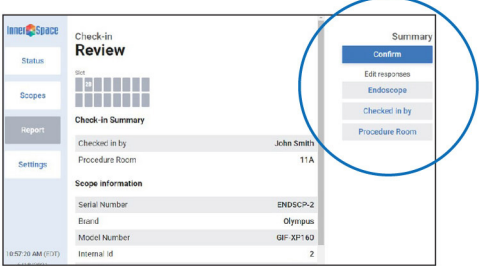 InnerSpace
Status
Scopes
Report
Settings
10:57:20 AM (EDT)
Check-in
Review
Slot
Check-in Summary
Checked in by John Smith
Procedure Room 11A
Scope information
Serial Number ENDSCP-2
Brand Olympus
Model Number GIF-XP160
Internal Id 2
Summary
Confirm
Edit responses
Endoscope
Checked in by
Procedure Room